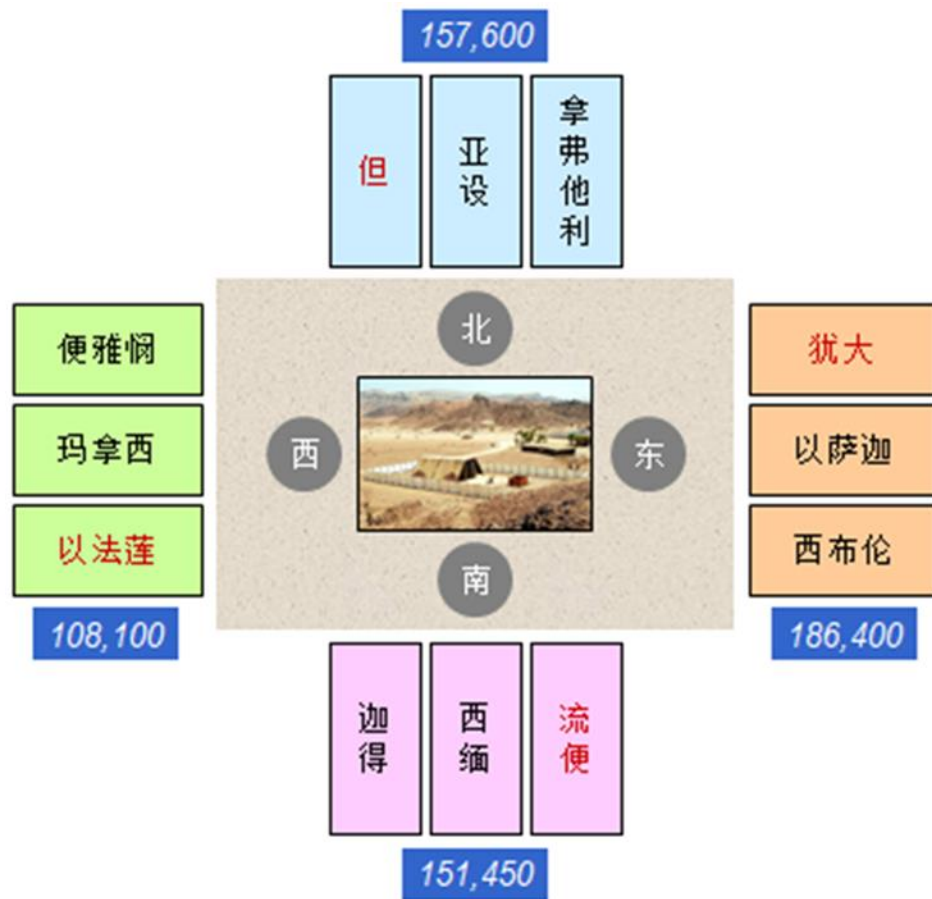 157,600
但
亚设
拿弗他利
北
便雅悯
玛拿西
以法莲
108,100
西
东
犹大
以萨迦
西布伦
186,400
南
迦得
西缅
流便
151,450